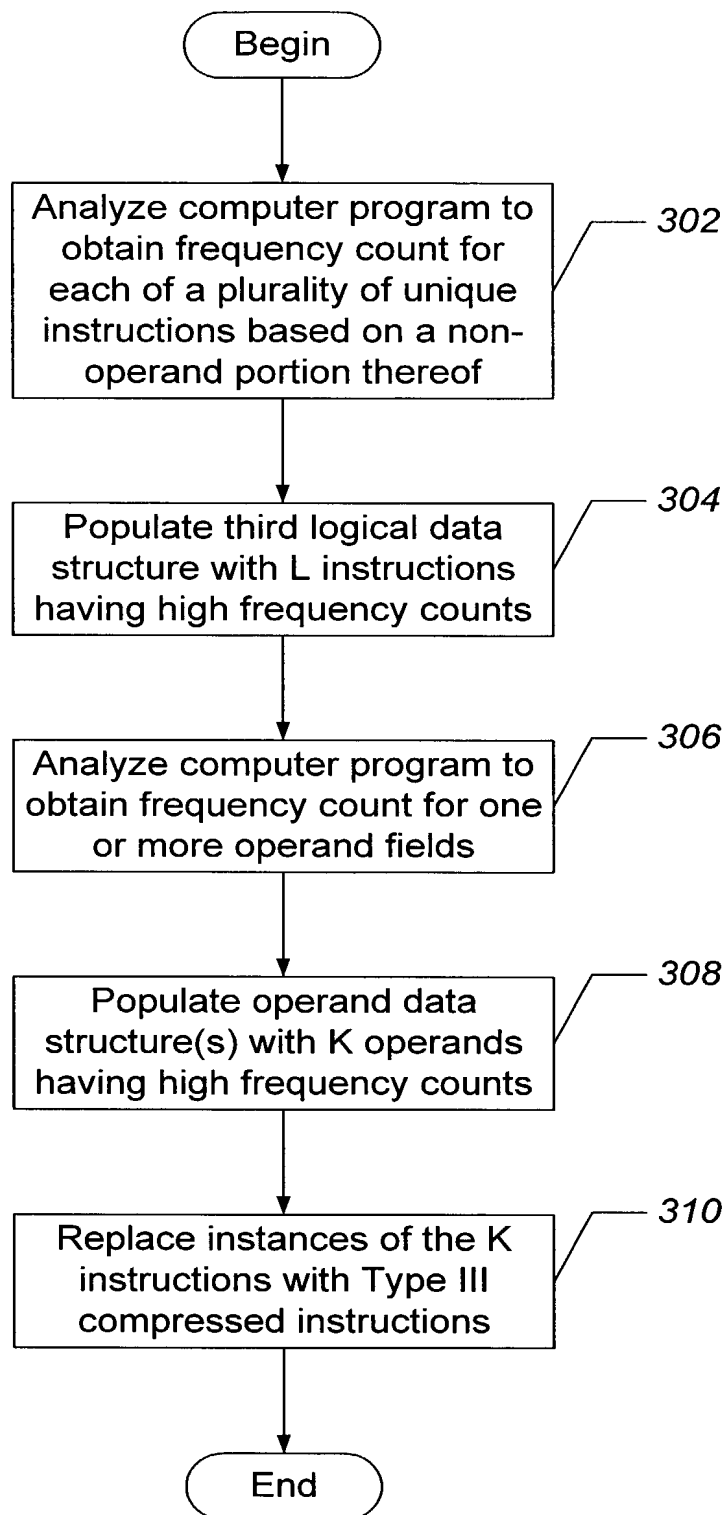 Begin
Analyze computer program to
obtain frequency count for
each of a plurality of unique
instructions based on a non-
operand portion thereof
302
Populate third logical data
structure with L instructions
having high frequency counts
304
Analyze computer program to
obtain frequency count for one
or more operand fields
306
Populate operand data
structure(s) with K operands
having high frequency counts
308
Replace instances of the K
instructions with Type III
compressed instructions
310
End